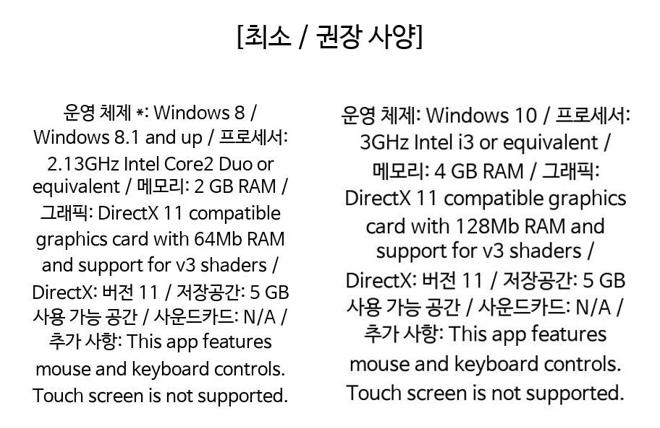 [최소 / 권장 사양]
운영 체제 *: Windows 8 /
Windows 8.1 and up / 프로세서:
2.13GHz Intel Core2 Duo or
equivalent / 메모리: 2 GB RAM /
그래픽: DirectX 11 compatible
graphics card with 64Mb RAM
and support for v3 shaders /
DirectX: 버전 11 / 저장공간: 5 GB
사용 가능 공간 / 사운드카드: N/A /
추가 사항: This app features
mouse and keyboard controls.
Touch screen is not supported.
운영 체제: Windows 10 / 프로세서:
3GHz Intel i3 or equivalent /
메모리: 4 GB RAM / 그래픽:
DirectX 11 compatible graphics
card with 128Mb RAM and
support for v3 shaders /
DirectX: 버전 11 / 저장공간: 5 GB
사용 가능 공간 / 사운드카드: N/A /
추가 사항: This app features
mouse and keyboard controls.
Touch screen is not supported.